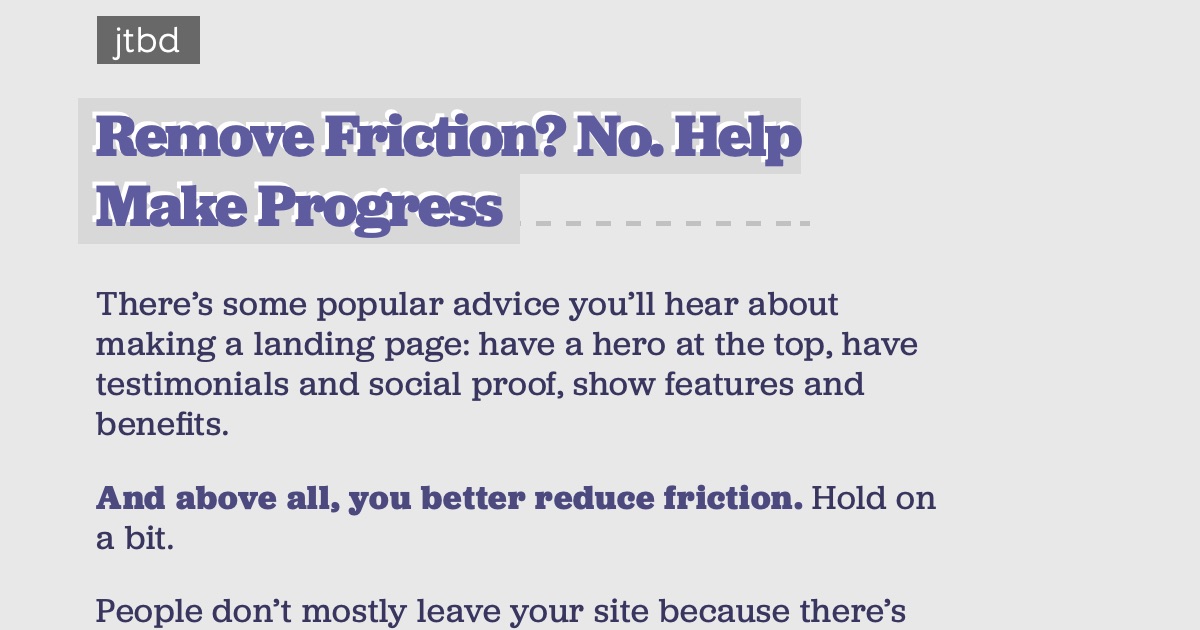 jtbd
Remove Friction? No. Help
Make Progress
There’s some popular advice you’ll hear about
making a landing page: have a hero at the top, have
testimonials and social proof, show features and
benefits.
And above all, you better reduce friction. Hold on
a bit.
People don’t mostly leave your site because there’s